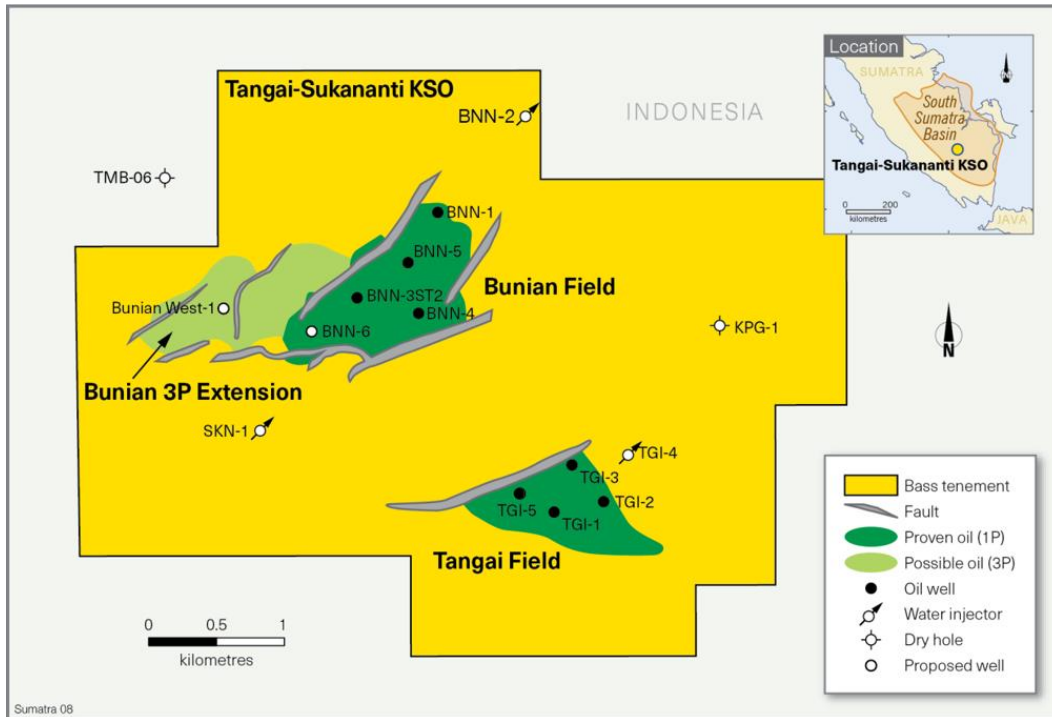 Tangai-Sukananti KSO
BNN-2
INDONESIA
TMB-06
BNN-1
BNN-5
BNN-3ST2
BNN-4
BNN-6
Bunian West-1
Bunian Field
Bunian 3P Extension
KPG-1
SKN-1
TGI-4
TGI-3
TGI-5
TGI-2
TGI-1
Tangai Field
0 0.5 1
kilometres
Sumatra 08
Location
SUMATRA
South
Sumatra
Basin
Tangai-Sukananti KSO
0 200
kilometres
JAVA
N
N
Bass tenement
Fault
Proven oil (1P)
Possible oil (3P)
Oil well
Water injector
Dry hole
Proposed well